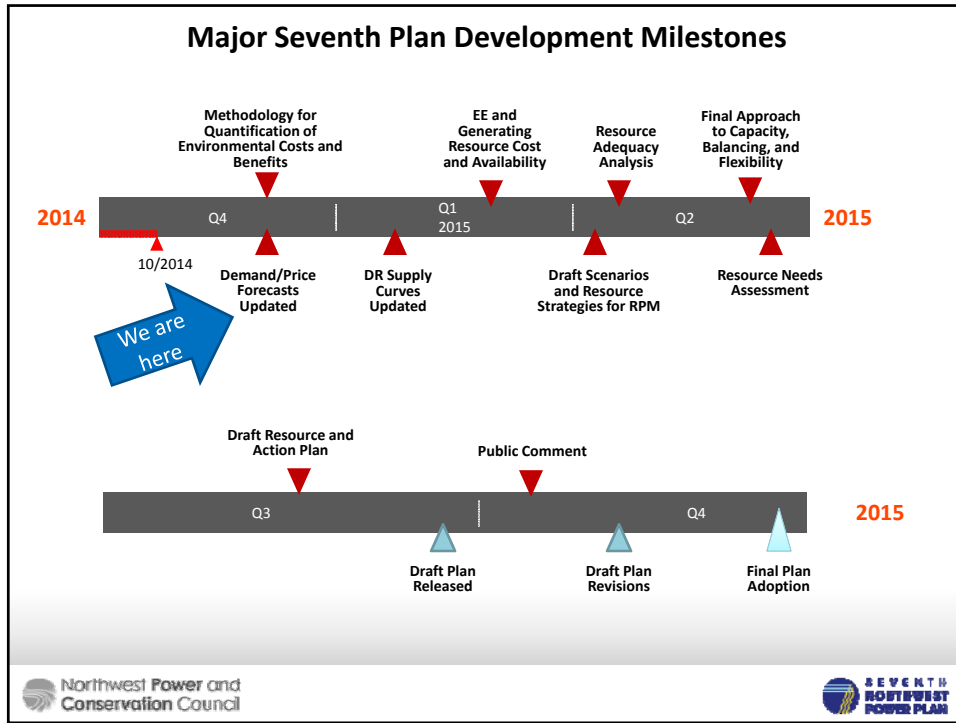 Major Seventh Plan Development Milestones
Methodology for
Quantification of
Environmental Costs and
Benefits
EE and
Generating
Resource Cost
and Availability
Resource
Adequacy
Analysis
Final Approach
to Capacity,
Balancing, and
Flexibility
2014
Q4
Q1
2015
Q2
2015
10/2014
Demand/Price
Forecasts
Updated
DR Supply
Curves
Updated
Draft Scenarios
and Resource
Strategies for RPM
Resource Needs
Assessment
We are
here
Draft Resource and
Action Plan
Public Comment
Q3
Q4
2015
Draft Plan
Released
Draft Plan
Revisions
Final Plan
Adoption
Northwest Power and
Conservation Council
SEVENTH
NORTHWEST
POWER PLAN